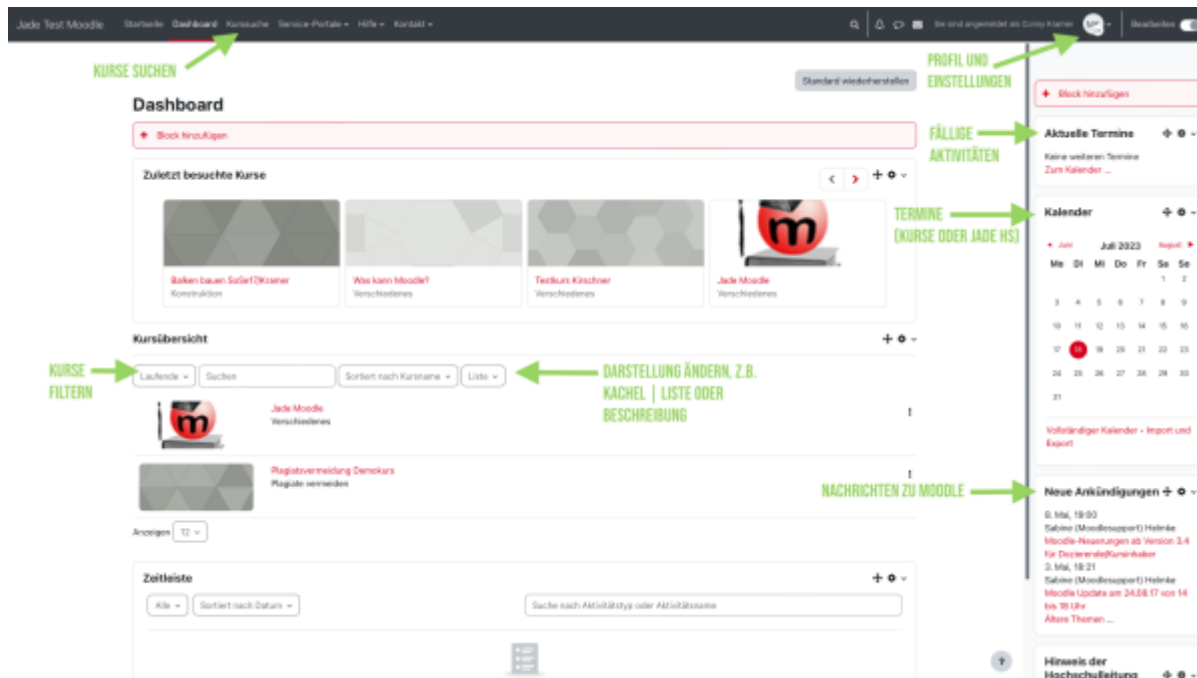 Jade Test Moodle Startseite Dashboard Kurssuche Service-Portale Hilfe Kontakt
Sie sind angemeldet als Conny Kramer Bearbeiten
KURSE SUCHEN
PROFIL UND
EINSTELLUNGEN
Standard wiederherstellen
Dashboard
+ Block hinzufügen
Zuletzt besuchte Kurse
Balken bauen SoSe17|Kramer
Konstruktion
Was kann Moodle?
Verschiedenes
Testkurs Kirschner
Verschiedenes
m
Jade Moodle
Verschiedenes
Kursübersicht
KURSE
FILTERN
Laufende
Suchen
Sortiert nach Kursname
Liste
DARSTELLUNG ÄNDERN, Z.B.
KACHEL | LISTE ODER
BESCHREIBUNG
m
Jade Moodle
Verschiedenes
Plagiatsvermeidung Demokurs
Plagiate vermeiden
Anzeigen 12
Zeitleiste
Alle
Sortiert nach Datum
Suche nach Aktivitätstyp oder Aktivitätsname
+ Block hinzufügen
FÄLLIGE
AKTIVITÄTEN
Aktuelle Termine
Keine weiteren Termine
Zum Kalender ...
TERMINE
(KURSE ODER JADE HS)
Kalender
Juni Juli 2023 August
Mo Di Mi Do Fr Sa So
1 2
3 4 5 6 7 8 9
10 11 12 13 14 15 16
17 18 19 20 21 22 23
24 25 26 27 28 29 30
31
Vollständiger Kalender • Import und
Export
NACHRICHTEN ZU MOODLE
Neue Ankündigungen
8. Mai, 19:00
Sabine (Moodlesupport) Helmke
Moodle-Neuerungen ab Version 3.4
für Dozierende/Kursinhaber
3. Mai, 18:21
Sabine (Moodlesupport) Helmke
Moodle Update am 24.08.17 von 14
bis 18 Uhr
Ältere Themen ...
Hinweis der
Hochschulleitung
?